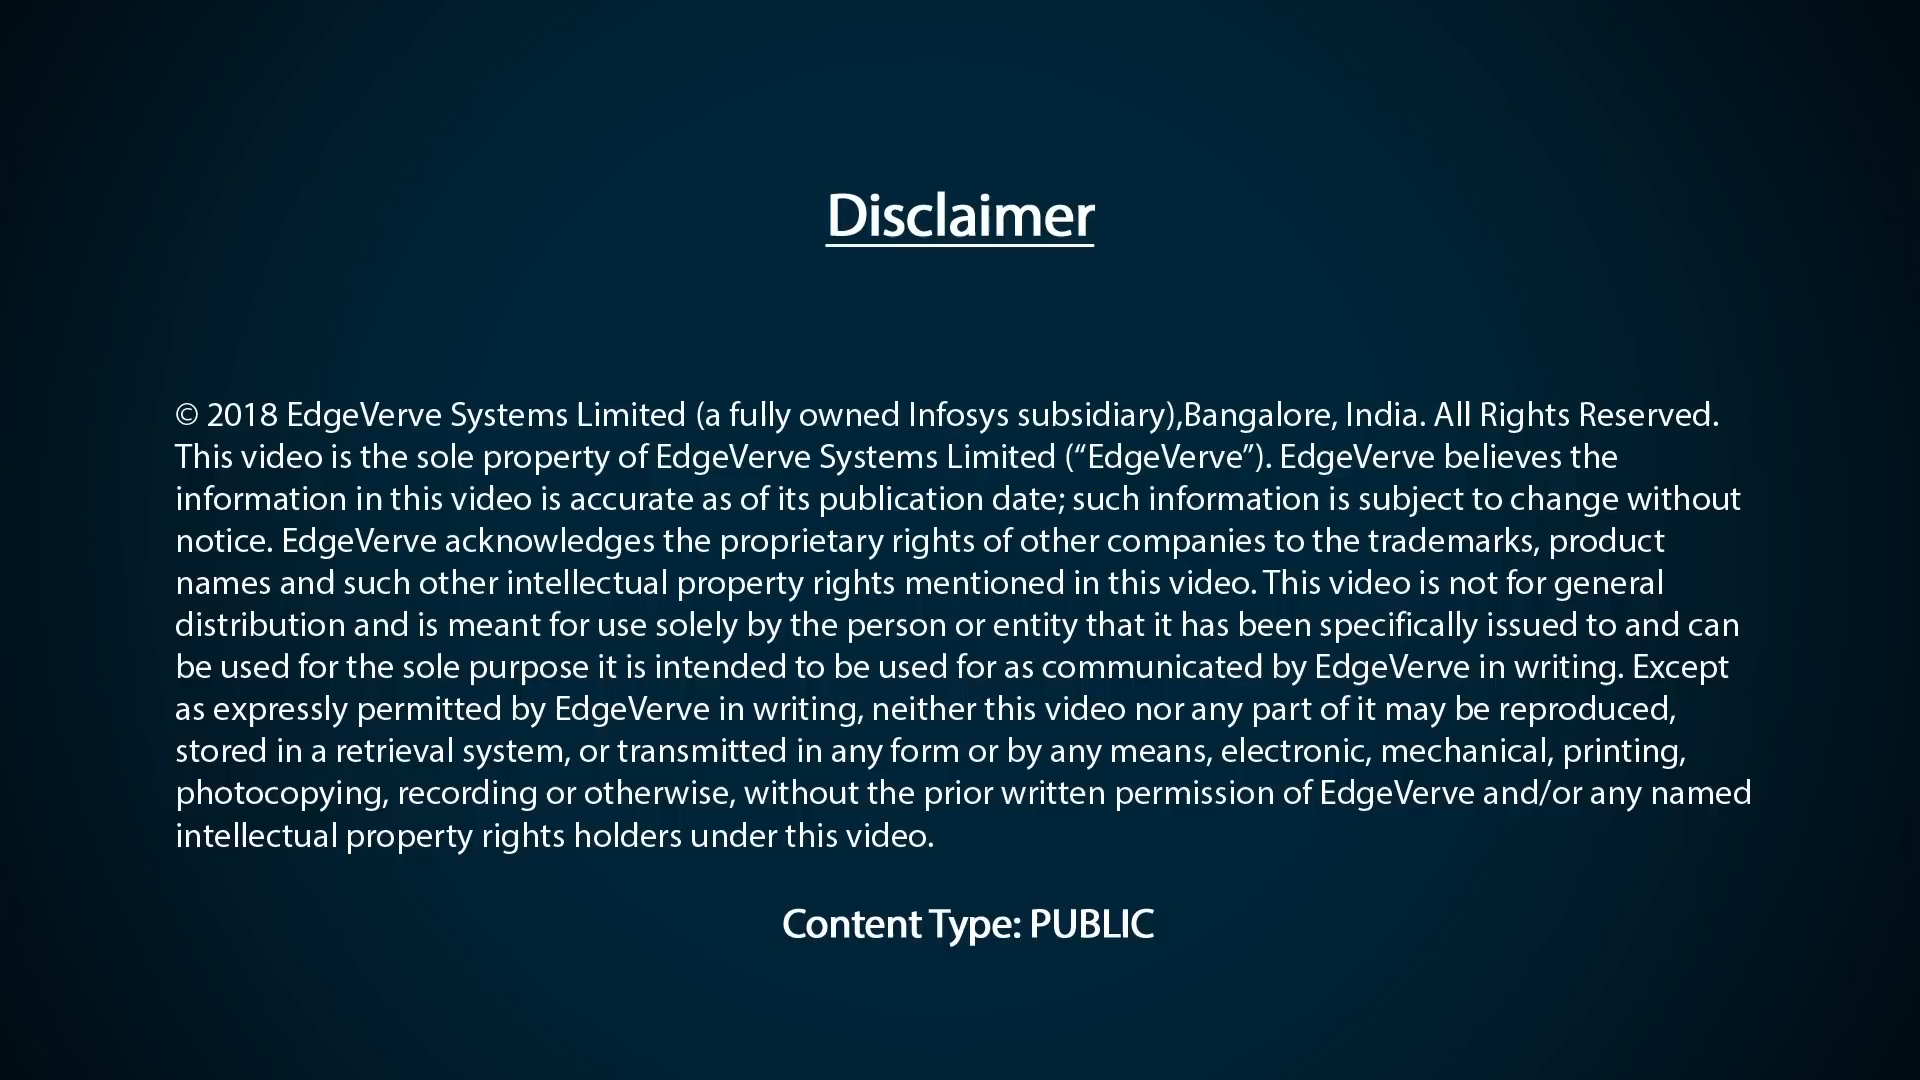 Disclaimer
© 2018 EdgeVerve Systems Limited (a fully owned Infosys subsidiary),Bangalore, India. All Rights Reserved.
This video is the sole property of EdgeVerve Systems Limited (“EdgeVerve”). EdgeVerve believes the
information in this video is accurate as of its publication date; such information is subject to change without
notice. EdgeVerve acknowledges the proprietary rights of other companies to the trademarks, product
names and such other intellectual property rights mentioned in this video. This video is not for general
distribution and is meant for use solely by the person or entity that it has been specifically issued to and can
be used for the sole purpose it is intended to be used for as communicated by EdgeVerve in writing. Except
as expressly permitted by EdgeVerve in writing, neither this video nor any part of it may be reproduced,
stored in a retrieval system, or transmitted in any form or by any means, electronic, mechanical, printing,
photocopying, recording or otherwise, without the prior written permission of EdgeVerve and/or any named
intellectual property rights holders under this video.
Content Type: PUBLIC